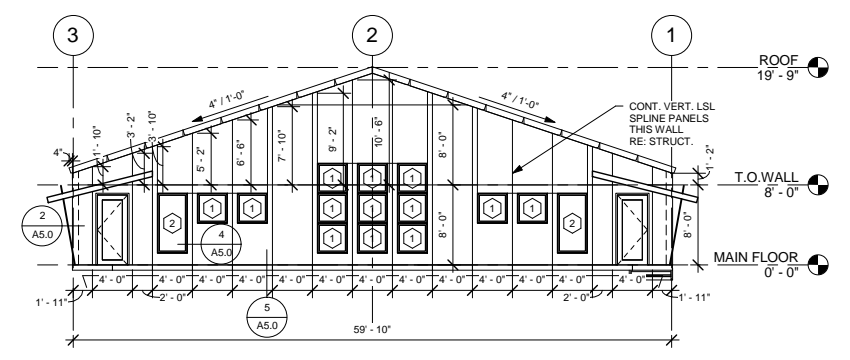 3
2
1
ROOF
19' - 9"
4" / 1'-0"
4" / 1'-0"
CONT. VERT. LSL
SPLINE PANELS
THIS WALL
RE: STRUCT.
4"
1' - 10"
3' - 2"
3' - 10"
5' - 2"
6' - 6"
7' - 10"
9' - 2"
10' - 6"
8' - 0"
1' - 2"
T.O.WALL
8' - 0"
1 1 1
1 1 1
1 1 1
2
1
1
1
1
2
2
A5.0
4
A5.0
8' - 0"
8' - 0"
MAIN FLOOR
0' - 0"
4' - 0" 4' - 0" 4' - 0" 4' - 0" 4' - 0" 4' - 0" 4' - 0" 4' - 0" 4' - 0" 4' - 0" 4' - 0" 4' - 0" 4' - 0"
1' - 11"
2' - 0"
2' - 0"
1' - 11"
5
A5.0
59' - 10"